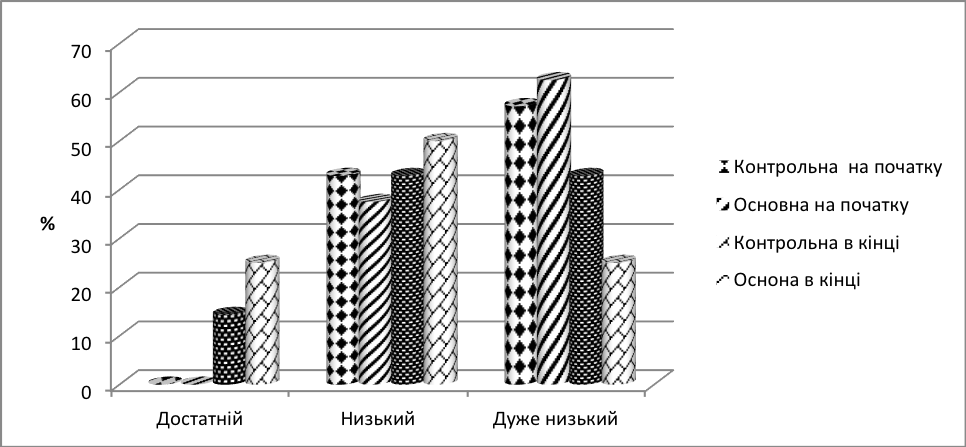 70
60
50
40
30
20
10
0
%
Достатній
Низький
Дуже низький
Контрольна на початку
Основна на початку
Контрольна в кінці
Оснона в кінці